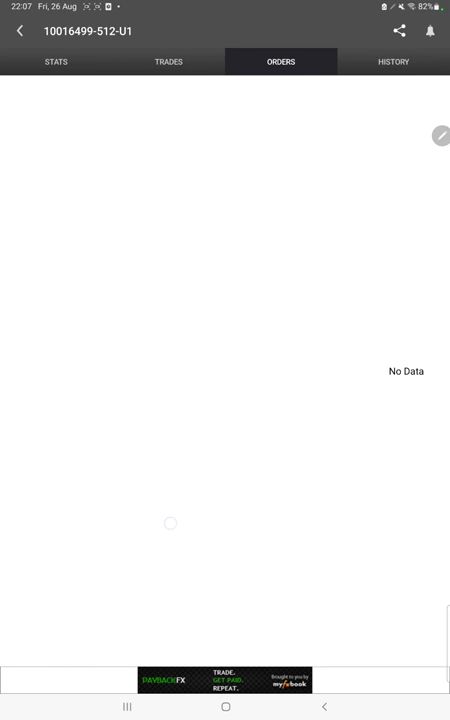 22:07 Fri, 26 Aug 82%
10016499-512-U1
STATS TRADES ORDERS HISTORY
No Data
PAYBACKFX
TRADE.
GET PAID.
REPEAT.
Brought to you by
myfxbook